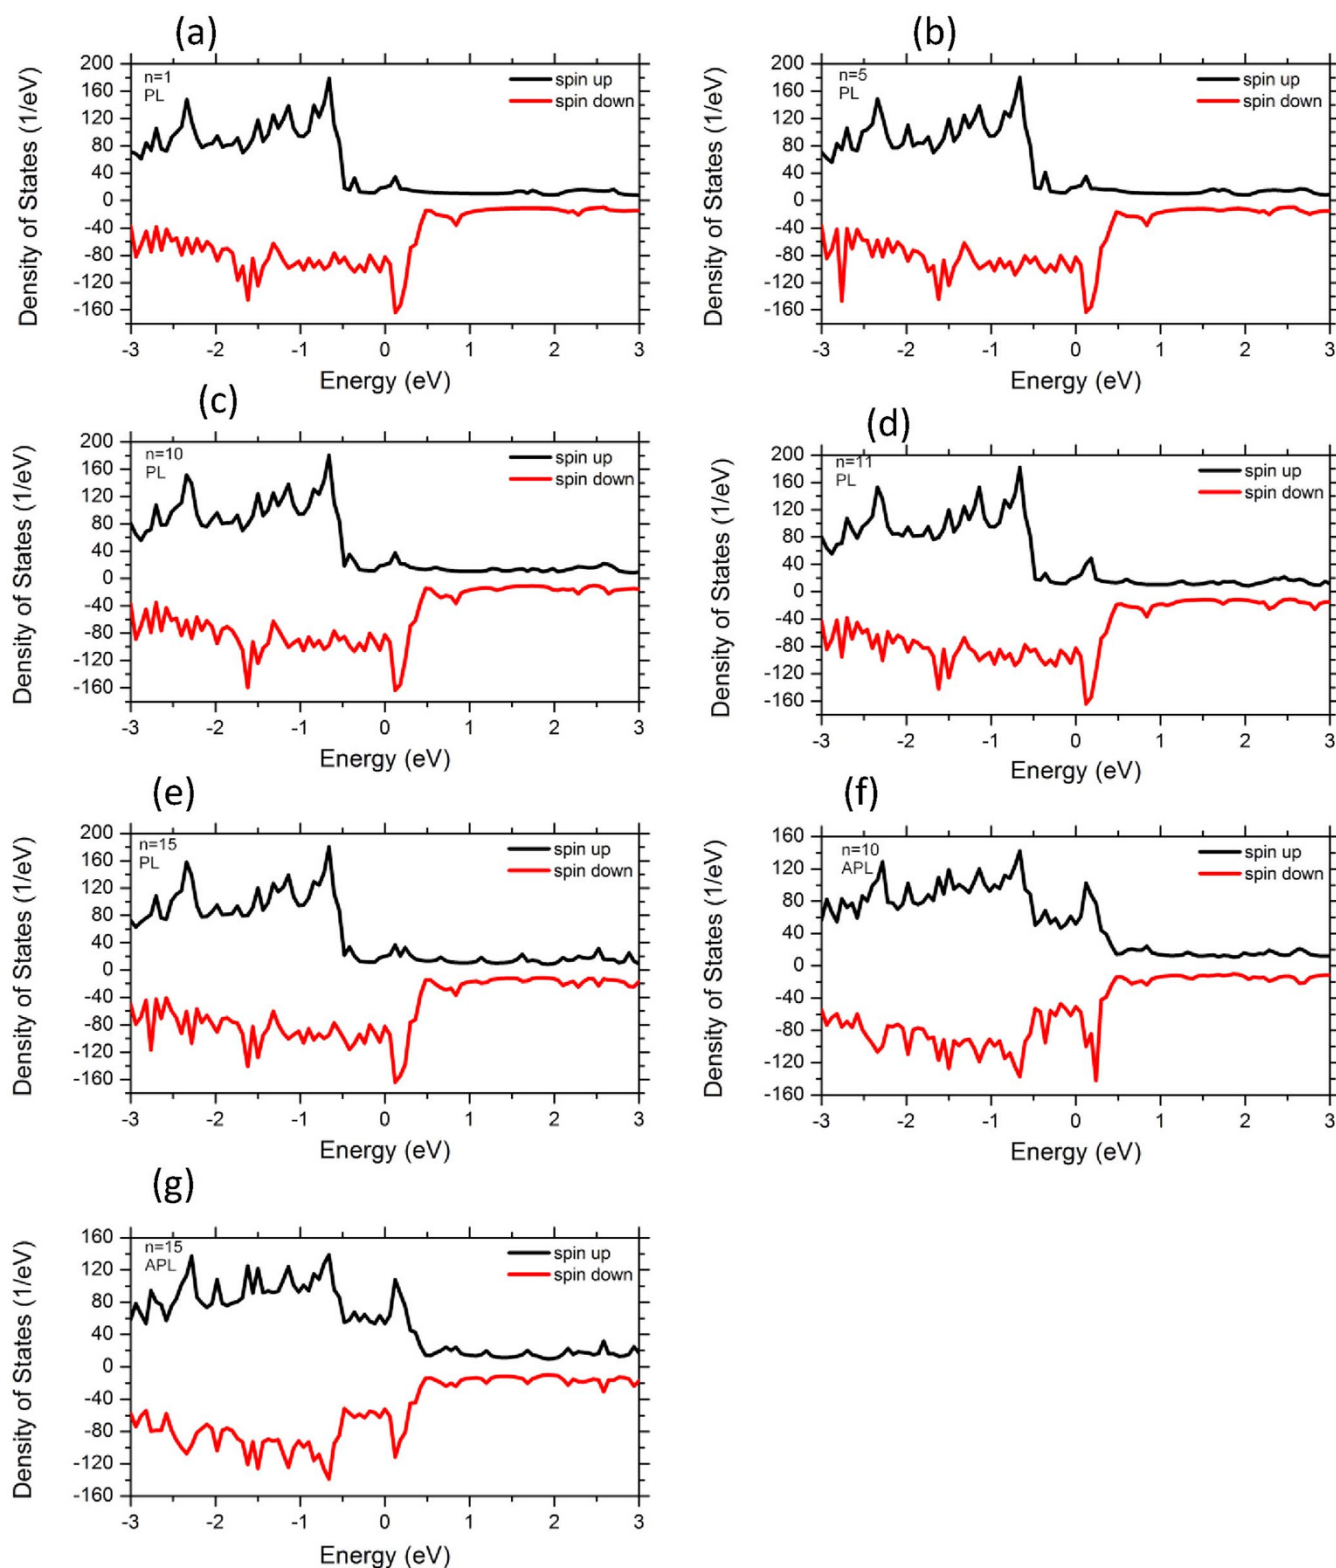 (a)
n=1
PL
spin up
spin down
Density of States (1/eV)
200
160
120
80
40
0
-40
-80
-120
-160
-3 -2 -1 0 1 2 3
Energy (eV)
(b)
n=5
PL
spin up
spin down
Density of States (1/eV)
200
160
120
80
40
0
-40
-80
-120
-160
-3 -2 -1 0 1 2 3
Energy (eV)
(c)
n=10
PL
spin up
spin down
Density of States (1/eV)
200
160
120
80
40
0
-40
-80
-120
-160
-3 -2 -1 0 1 2 3
Energy (eV)
(d)
n=11
PL
spin up
spin down
Density of States (1/eV)
200
160
120
80
40
0
-40
-80
-120
-160
-3 -2 -1 0 1 2 3
Energy (eV)
(e)
n=15
PL
spin up
spin down
Density of States (1/eV)
200
160
120
80
40
0
-40
-80
-120
-160
-3 -2 -1 0 1 2 3
Energy (eV)
(f)
n=10
APL
spin up
spin down
Density of States (1/eV)
160
120
80
40
0
-40
-80
-120
-160
-3 -2 -1 0 1 2 3
Energy (eV)
(g)
n=15
APL
spin up
spin down
Density of States (1/eV)
160
120
80
40
0
-40
-80
-120
-160
-3 -2 -1 0 1 2 3
Energy (eV)